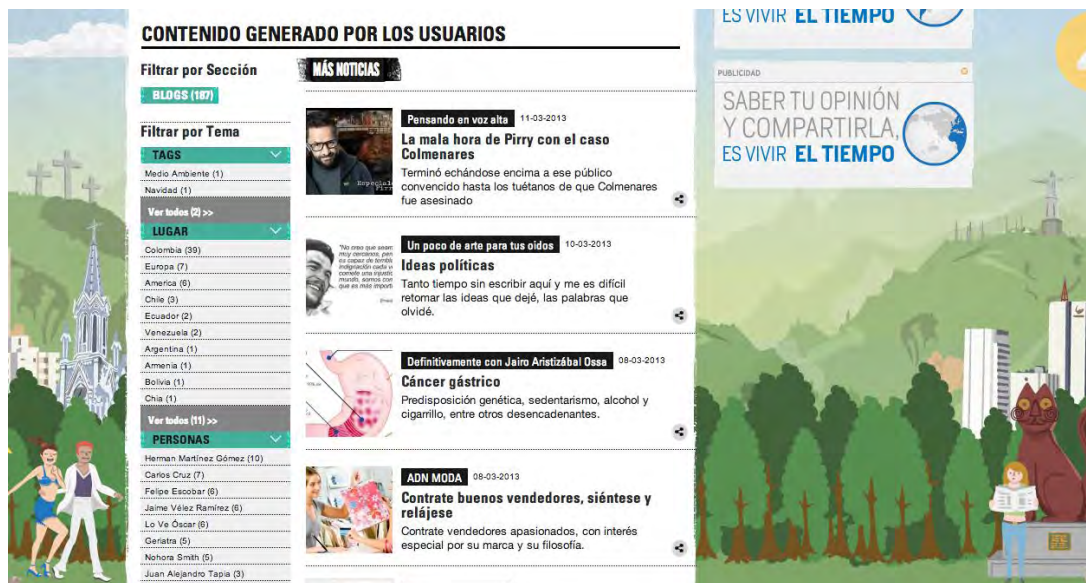 ES VIVIR EL TIEMPO
CONTENIDO GENERADO POR LOS USUARIOS
Filtrar por Sección
BLOGS (187)
Filtrar por Tema
TAGS
Medio Ambiente (1)
Navidad (1)
Ver todos (2) >>
LUGAR
Colombia (39)
Europa (7)
America (6)
Chile (3)
Ecuador (2)
Venezuela (2)
Argentina (1)
Armenia (1)
Bolivia (1)
Chia (1)
Ver todos (11) >>
PERSONAS
Herman Martínez Gómez (10)
Carlos Cruz (7)
Felipe Escobar (6)
Jaime Vélez Ramírez (6)
Lo Ve Óscar (6)
Geriatra (5)
Nohora Smith (5)
Juan Alejandro Tapia (3)
MÁS NOTICIAS
Pensando en voz alta 11-03-2013
La mala hora de Pirry con el caso
Colmenares
Terminó echándose encima a ese público
convencido hasta los tuétanos de que Colmenares
fue asesinado
Un poco de arte para tus oidos 10-03-2013
Ideas políticas
Tanto tiempo sin escribir aquí y me es difícil
retomar las ideas que dejé, las palabras que
olvidé.
Definitivamente con Jairo Aristizábal Ossa 08-03-2013
Cáncer gástrico
Predisposición genética, sedentarismo, alcohol y
cigarrillo, entre otros desencadenantes.
ADN MODA 08-03-2013
Contrate buenos vendedores, siéntese y
relájese
Contrate vendedores apasionados, con interés
especial por su marca y su filosofía.
PUBLICIDAD
SABER TU OPINIÓN
Y COMPARTIRLA,
ES VIVIR EL TIEMPO